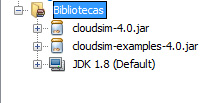 Bibliotecas
cloudsim-4.0.jar
cloudsim-examples-4.0.jar
JDK 1.8 (Default)